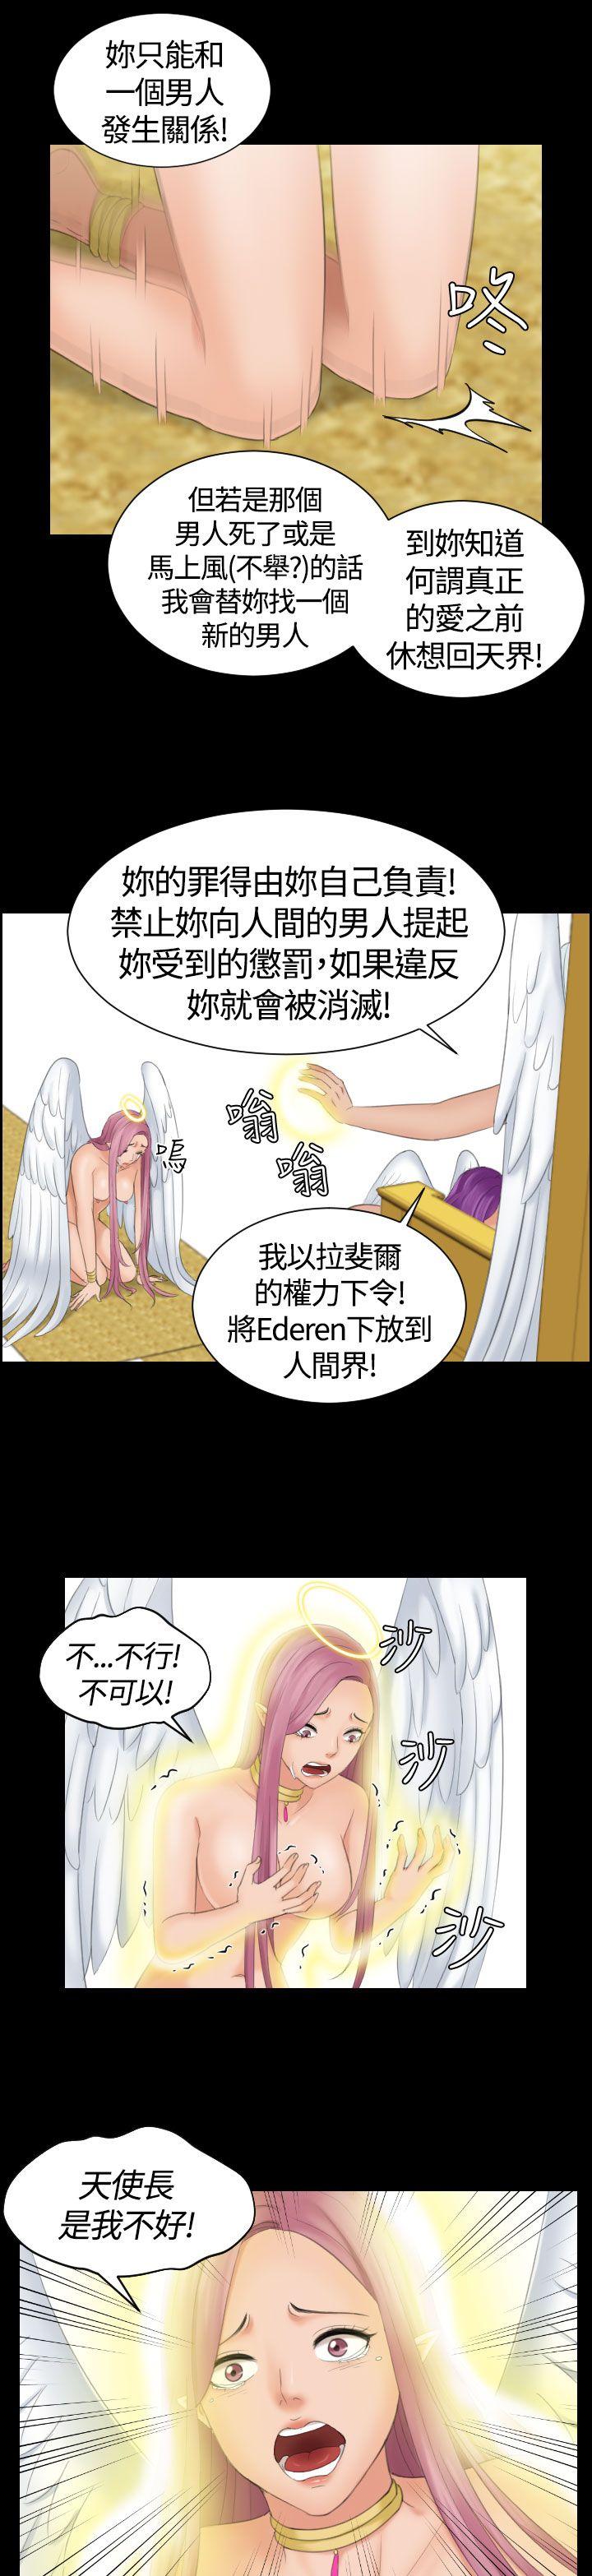 妳只能和
一個男人
發生關係!
咚
但若是那個
男人死了或是
馬上風(不舉?)的話
我會替妳找一個
新的男人
到妳知道
何謂真正
的愛之前
休想回天界!
妳的罪得由妳自己負責!
禁止妳向人間的男人提起
妳受到的懲罰,如果違反
妳就會被消滅!
嗚
嗡
嗡
我以拉斐爾
的權力下令!
將Ederen下放到
人間界!
不...不行!
不可以!
沙
沙
沙
天使長
是我不好!